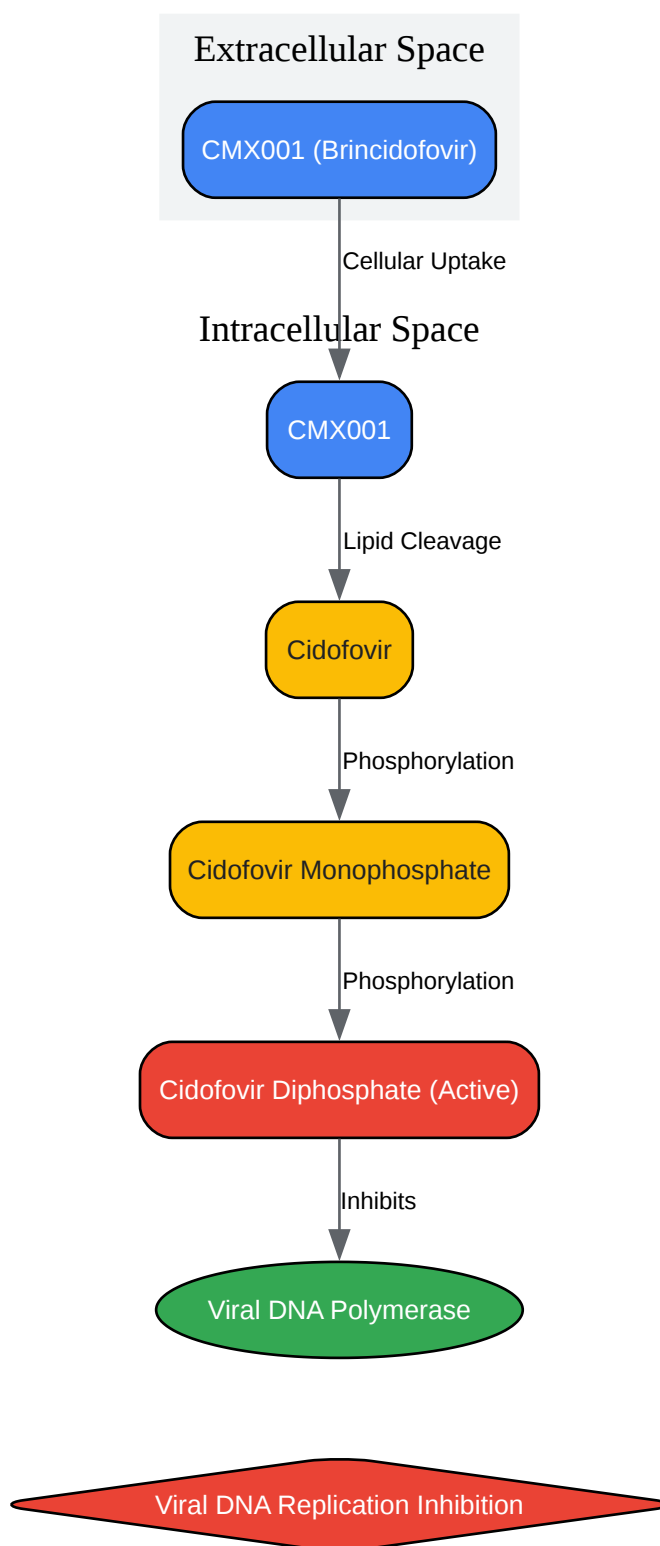 Extracellular Space
CMX001 (Brincidofovir)
Cellular Uptake
Intracellular Space
CMX001
Lipid Cleavage
Cidofovir
Phosphorylation
Cidofovir Monophosphate
Phosphorylation
Cidofovir Diphosphate (Active)
Inhibits
Viral DNA Polymerase
Viral DNA Replication Inhibition